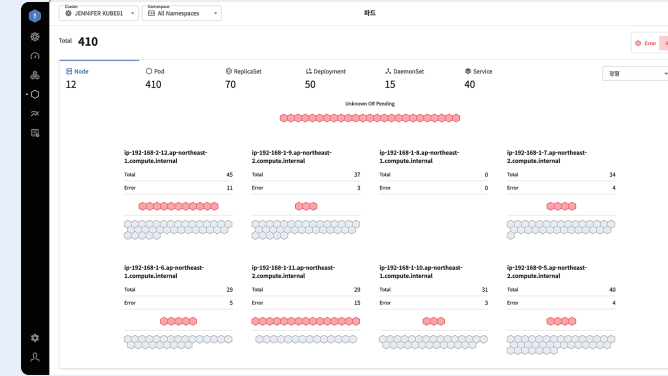 Cluster
JENNIFER KUBE01
Namespace
All Namespaces
파드
Total 410
Error
Node
12
Pod
410
ReplicaSet
70
Deployment
50
DaemonSet
15
Service
40
정렬
Unknown OR Pending
ip-192-168-2-12.ap-northeast-
1.compute.internal
Total 45
Error 11
ip-192-168-1-9.ap-northeast-
2.compute.internal
Total 37
Error 3
ip-192-168-1-8.ap-northeast-
1.compute.internal
Total 0
Error 0
ip-192-168-1-7.ap-northeast-
2.compute.internal
Total 34
Error 4
ip-192-168-1-6.ap-northeast-
1.compute.internal
Total 29
Error 5
ip-192-168-1-11.ap-northeast-
2.compute.internal
Total 29
Error 15
ip-192-168-1-10.ap-northeast-
1.compute.internal
Total 31
Error 3
ip-192-168-0-5.ap-northeast-
2.compute.internal
Total 40
Error 4